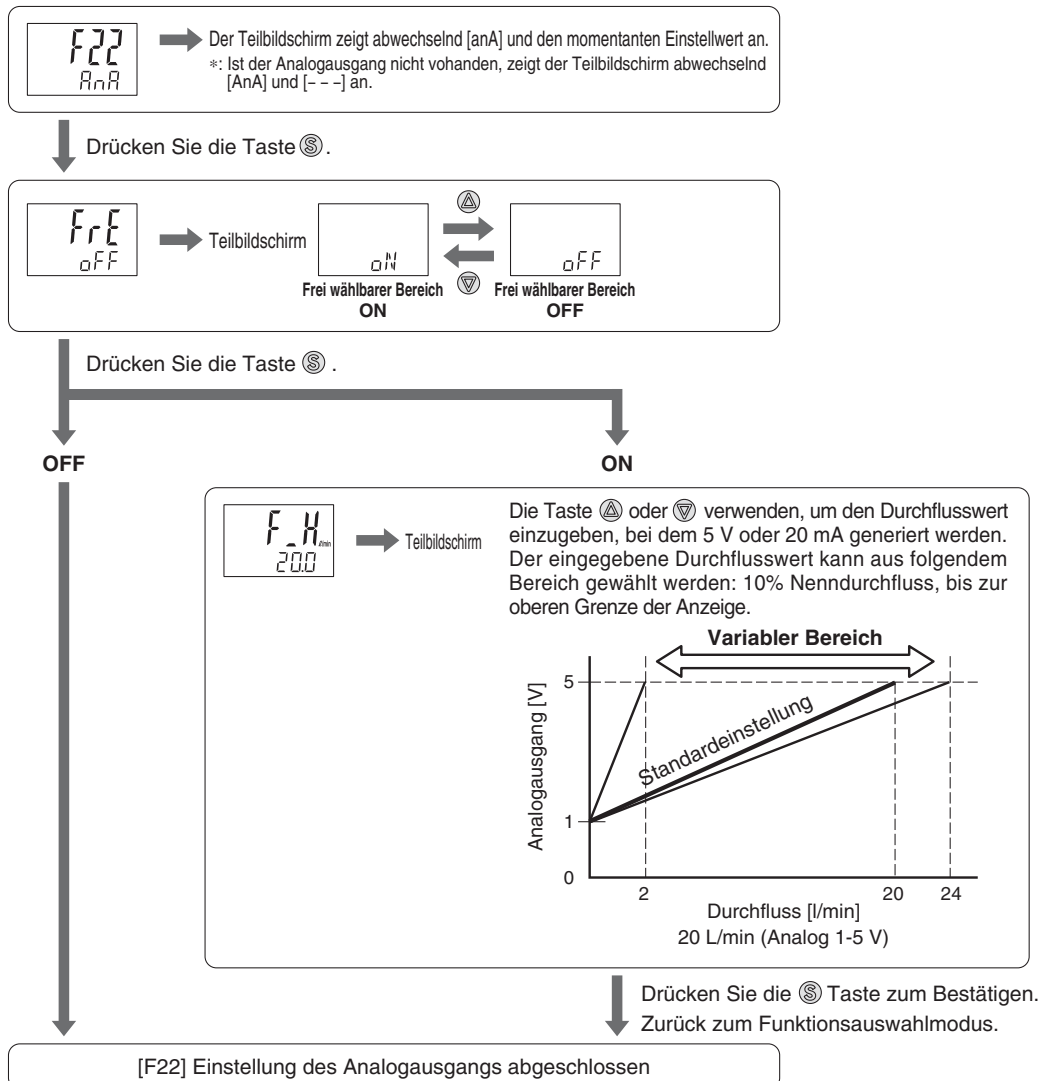 F22
AnA
Der Teilbildschirm zeigt abwechselnd [anA] und den momentanten Einstellwert an.
*: Ist der Analogausgang nicht vohanden, zeigt der Teilbildschirm abwechselnd
[AnA] und [– – –] an.
Drücken Sie die Taste Ⓢ.
FrE
oFF
Teilbildschirm
oN
oFF
Frei wählbarer Bereich
ON
Frei wählbarer Bereich
OFF
Drücken Sie die Taste Ⓢ .
OFF
ON
F_H
l/min
20.0
Teilbildschirm
Die Taste △ oder ▽ verwenden, um den Durchflusswert
einzugeben, bei dem 5 V oder 20 mA generiert werden.
Der eingegebene Durchflusswert kann aus folgendem
Bereich gewählt werden: 10% Nenndurchfluss, bis zur
oberen Grenze der Anzeige.
Variabler Bereich
Analogausgang [V]
5
1
0
Standardeinstellung
2
20
24
Durchfluss [l/min]
20 L/min (Analog 1-5 V)
Drücken Sie die Ⓢ Taste zum Bestätigen.
Zurück zum Funktionsauswahlmodus.
[F22] Einstellung des Analogausgangs abgeschlossen